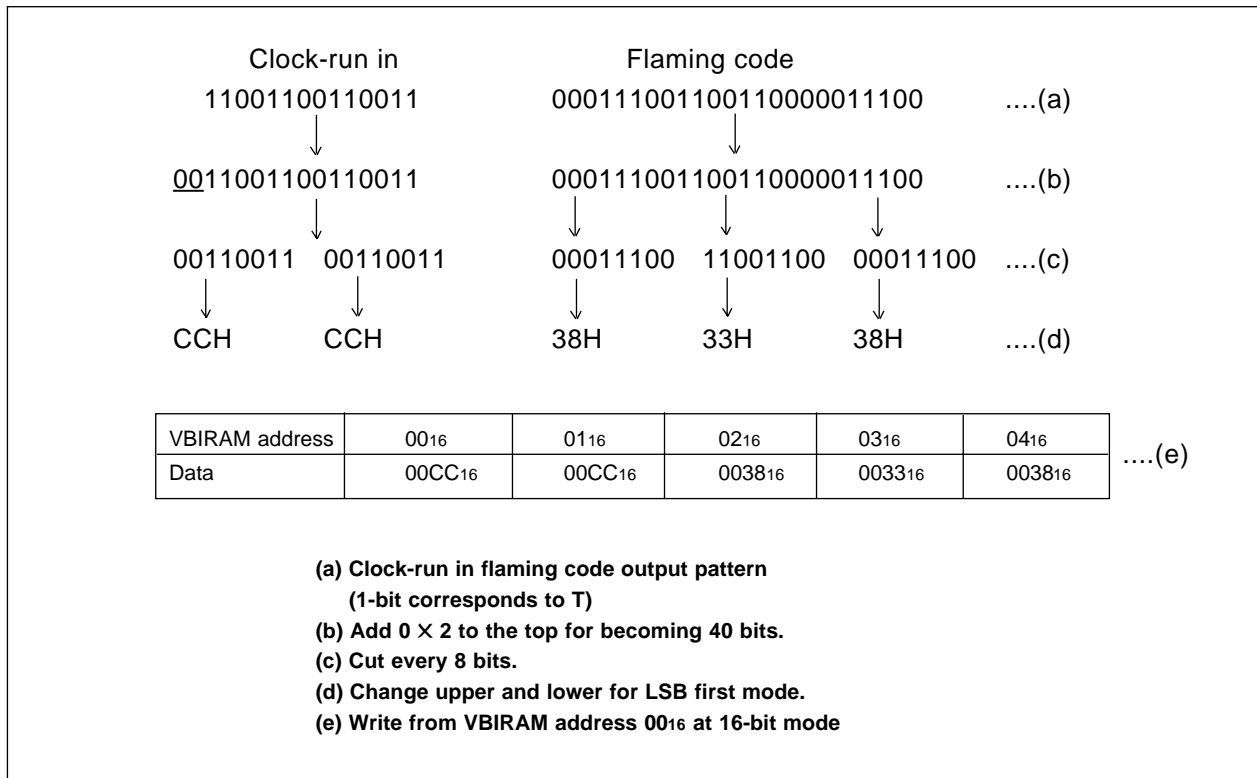 Clock-run in Flaming code
11001100110011 000111001100110000011100 ....(a)
0011001100110011 000111001100110000011100 ....(b)
00110011 00110011 00011100 11001100 00011100 ....(c)
CCH CCH 38H 33H 38H ....(d)
VBIRAM address 0016 0116 0216 0316 0416
Data 00CC16 00CC16 003816 003316 003816 ....(e)
(a) Clock-run in flaming code output pattern
(1-bit corresponds to T)
(b) Add 0 × 2 to the top for becoming 40 bits.
(c) Cut every 8 bits.
(d) Change upper and lower for LSB first mode.
(e) Write from VBIRAM address 0016 at 16-bit mode